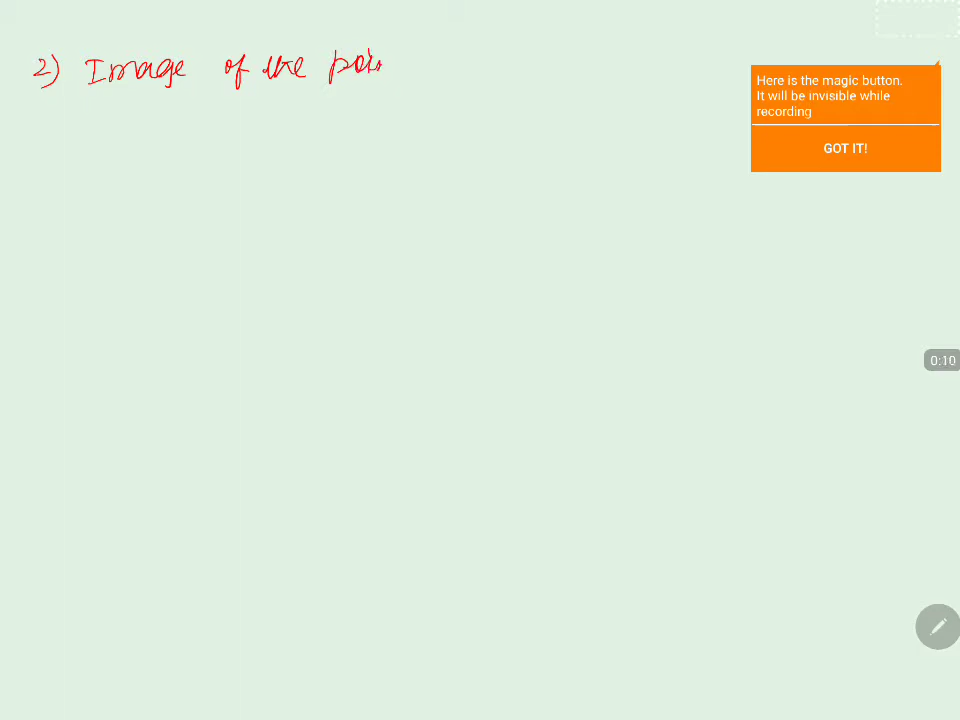 2) Image of the poi
Here is the magic button.
It will be invisible while
recording
GOT IT!
0:10